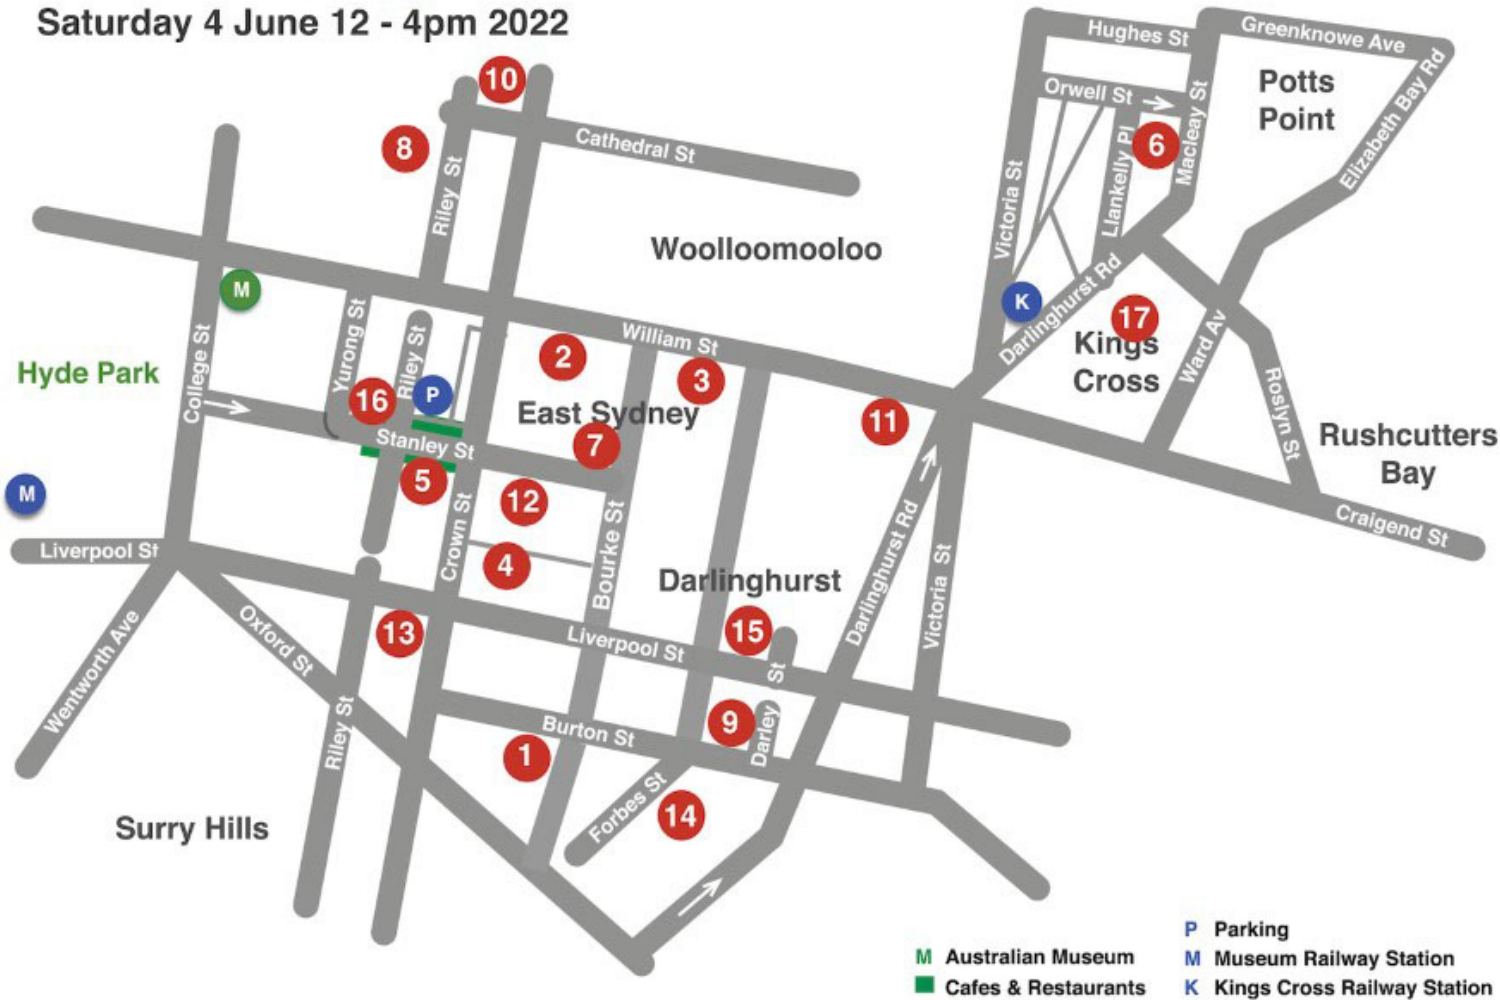 Saturday 4 June 12 - 4pm 2022
Hughes St
Greenknowe Ave
Orwell St
Potts
Point
Elizabeth Bay Rd
Macleay St
Llankelly Pl
Victoria St
10
8
6
Cathedral St
Riley St
Woolloomooloo
M
K
Darlinghurst Rd
17
Kings
Cross
Ward Av
Roslyn St
Rushcutters
Bay
Craigend St
Hyde Park
College St
Yurong St
Riley St
William St
2
3
16
P
East Sydney
11
7
Stanley St
5
12
M
Crown St
4
Bourke St
Liverpool St
Darlinghurst
Darlinghurst Rd
Victoria St
Wentworth Ave
Oxford St
13
Liverpool St
15
Darley St
9
Riley St
Burton St
1
Forbes St
14
Surry Hills
P Parking
M Australian Museum
M Museum Railway Station
Cafes & Restaurants
K Kings Cross Railway Station